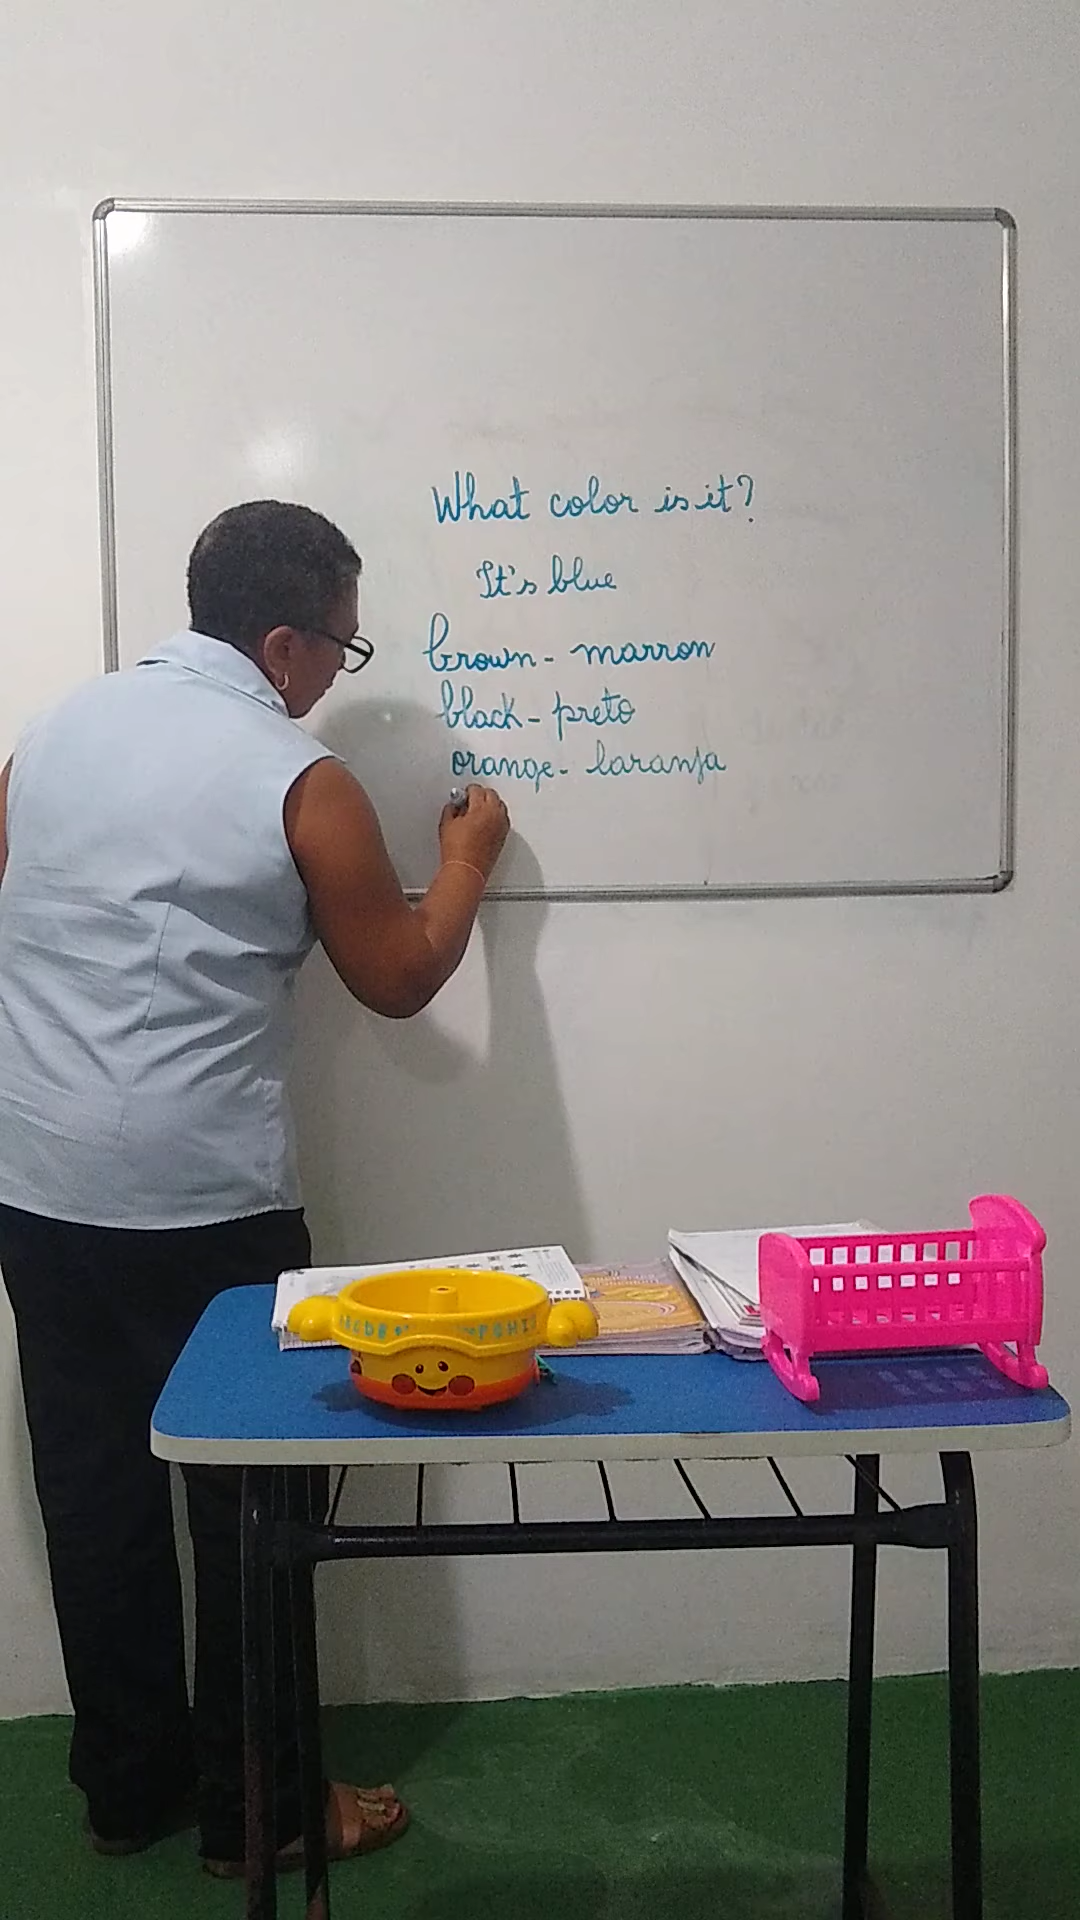 What color is it?
It's blue
brown - marron
black - preto
orange - laranja